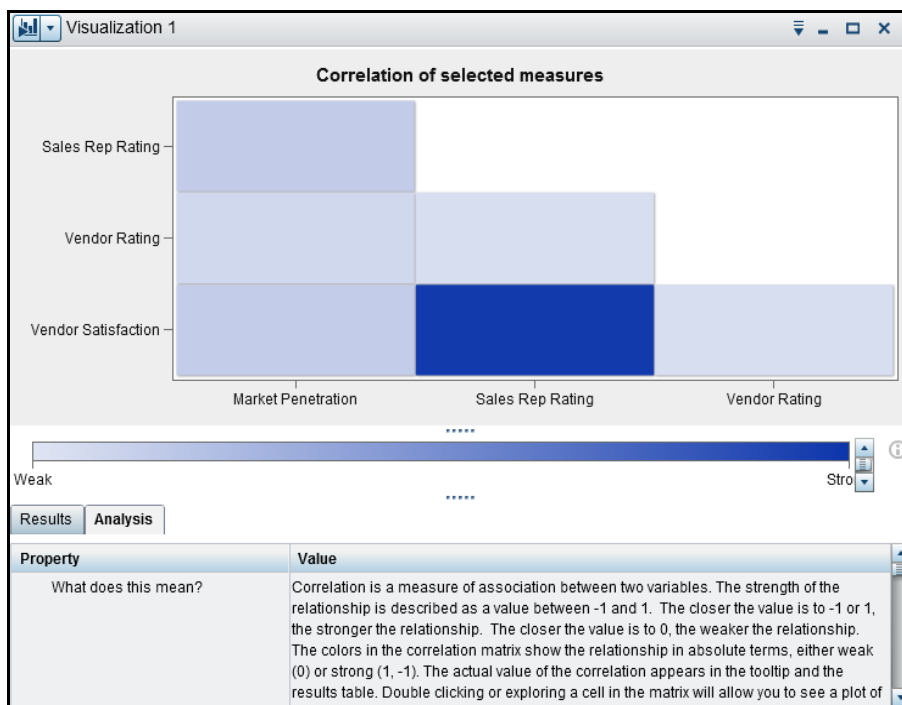 Visualization 1
Correlation of selected measures
Sales Rep Rating
Vendor Rating
Vendor Satisfaction
Market Penetration Sales Rep Rating Vendor Rating
Weak Stro
Results Analysis
Property Value
What does this mean? Correlation is a measure of association between two variables. The strength of the
relationship is described as a value between -1 and 1. The closer the value is to -1 or 1,
the stronger the relationship. The closer the value is to 0, the weaker the relationship.
The colors in the correlation matrix show the relationship in absolute terms, either weak
(0) or strong (1, -1). The actual value of the correlation appears in the tooltip and the
results table. Double clicking or exploring a cell in the matrix will allow you to see a plot of